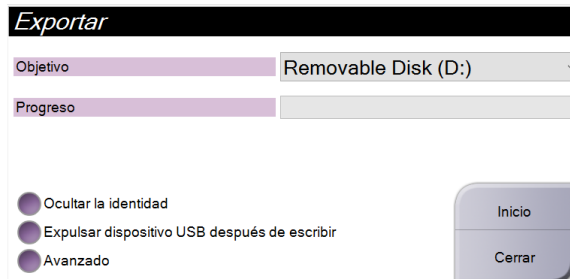 Exportar
Objetivo
Removable Disk (D:)
Progreso
Ocultar la identidad
Expulsar dispositivo USB después de escribir
Avanzado
Inicio
Cerrar